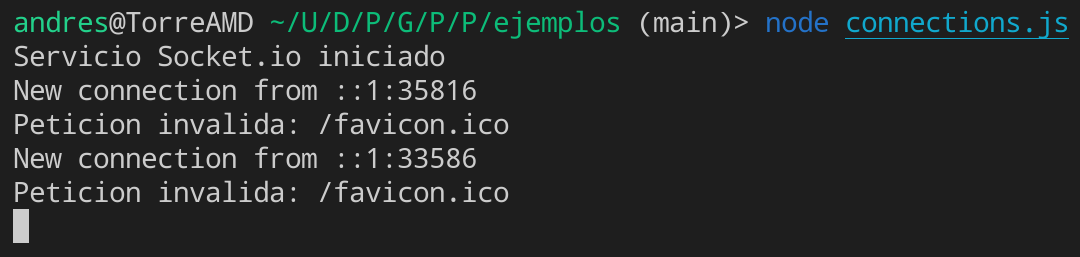 andres@TorreAMD ~/U/D/P/G/P/P/ejemplos (main)> node connections.js
Servicio Socket.io iniciado
New connection from ::1:35816
Peticion invalida: /favicon.ico
New connection from ::1:33586
Peticion invalida: /favicon.ico